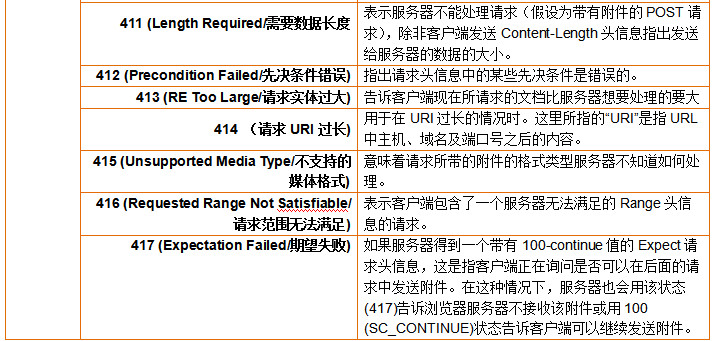 411 (Length Required/需要数据长度
表示服务器不能处理请求（假设为带有附件的 POST 请
求），除非客户端发送 Content-Length 头信息指出发送
给服务器的数据的大小。
412 (Precondition Failed/先决条件错误)
指出请求头信息中的某些先决条件是错误的。
413 (RE Too Large/请求实体过大)
告诉客户端现在所请求的文档比服务器想要处理的要大
414 （请求 URI 过长)
用于在 URI 过长的情况时。这里所指的“URI”是指 URL
中主机、域名及端口号之后的内容。
415 (Unsupported Media Type/不支持的
媒体格式)
意味着请求所带的附件的格式类型服务器不知道如何处
理。
416 (Requested Range Not Satisfiable/
请求范围无法满足)
表示客户端包含了一个服务器无法满足的 Range 头信
息的请求。
417 (Expectation Failed/期望失败)
如果服务器得到一个带有 100-continue 值的 Expect 请
求头信息，这是指客户端正在询问是否可以在后面的请
求中发送附件。在这种情况下，服务器也会用该状态
(417)告诉浏览器服务器不接收该附件或用 100
(SC_CONTINUE)状态告诉客户端可以继续发送附件。